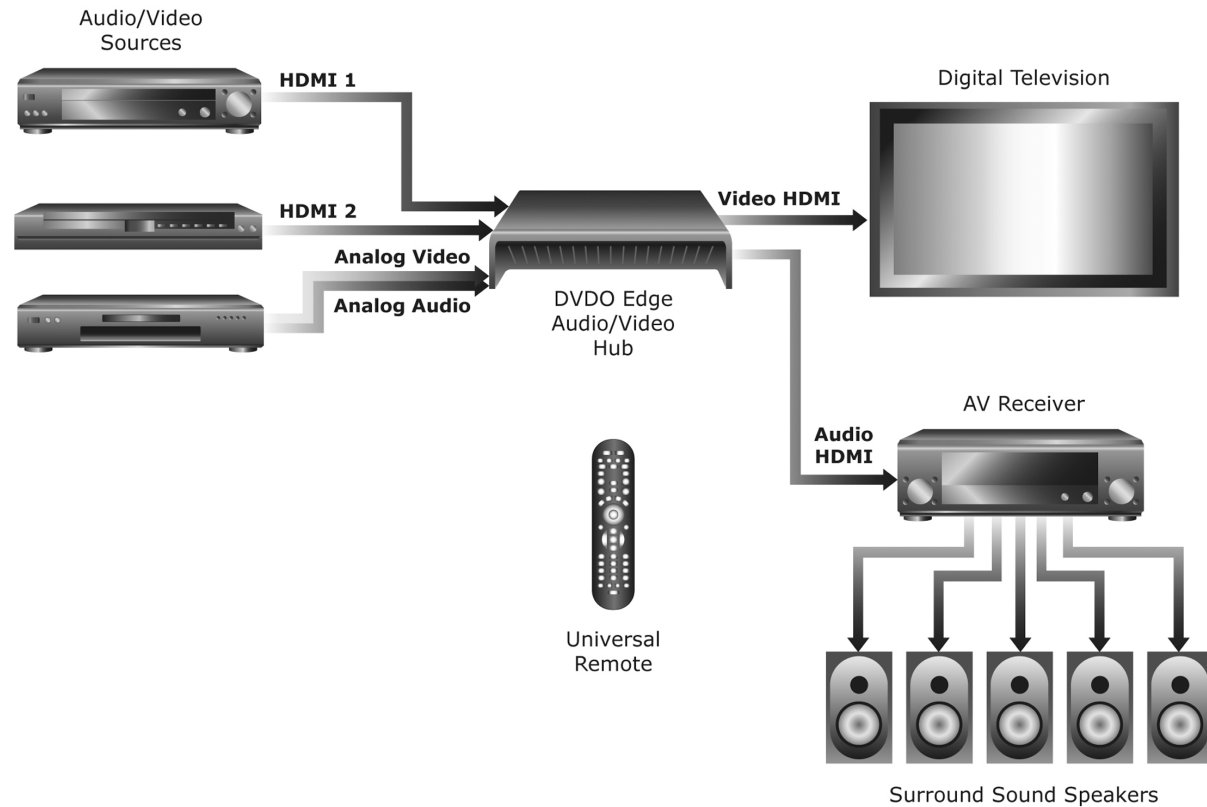 Audio/Video
Sources
HDMI 1
HDMI 2
Analog Video
Analog Audio
DVDO Edge
Audio/Video
Hub
Video HDMI
Digital Television
Audio
HDMI
AV Receiver
Universal
Remote
Surround Sound Speakers